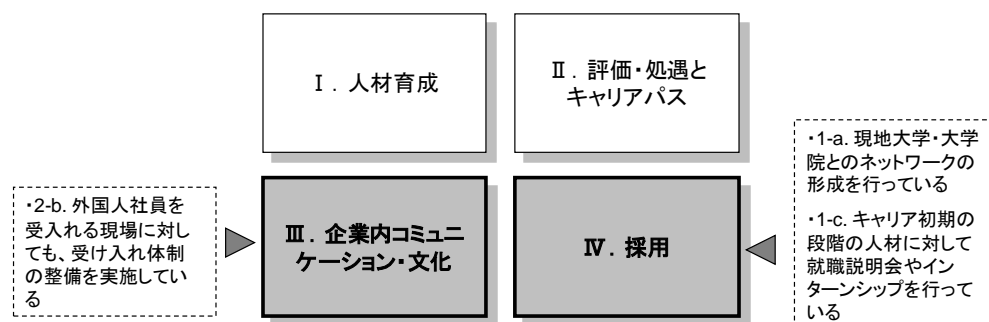 Ⅰ. 人材育成
Ⅱ. 評価・処遇と
キャリアパス
・2-b. 外国人社員を
受入れる現場に対し
ても、受け入れ体制
の整備を実施してい
る
Ⅲ. 企業内コミュニ
ケーション・文化
Ⅳ. 採用
・1-a. 現地大学・大学
院とのネットワークの
形成を行っている
・1-c. キャリア初期の
段階の人材に対して
就職説明会やイン
ターンシップを行って
いる